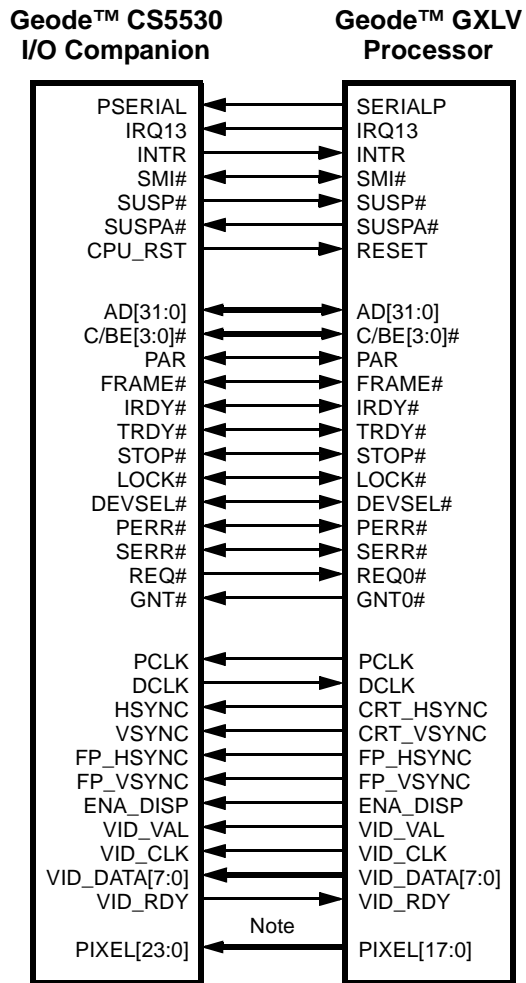 Geode™ CS5530 Geode™ GXLV
I/O Companion Processor
PSERIAL SERIALP
IRQ13 IRQ13
INTR INTR
SMI# SMI#
SUSP# SUSP#
SUSPA# SUSPA#
CPU_RST RESET
AD[31:0] AD[31:0]
C/BE[3:0]# C/BE[3:0]#
PAR PAR
FRAME# FRAME#
IRDY# IRDY#
TRDY# TRDY#
STOP# STOP#
LOCK# LOCK#
DEVSEL# DEVSEL#
PERR# PERR#
SERR# SERR#
REQ# REQ0#
GNT# GNT0#
PCLK PCLK
DCLK DCLK
HSYNC CRT_HSYNC
VSYNC CRT_VSYNC
FP_HSYNC FP_HSYNC
FP_VSYNC FP_VSYNC
ENA_DISP ENA_DISP
VID_VAL VID_VAL
VID_CLK VID_CLK
VID_DATA[7:0] VID_DATA[7:0]
VID_RDY VID_RDY
Note
PIXEL[23:0] PIXEL[17:0]